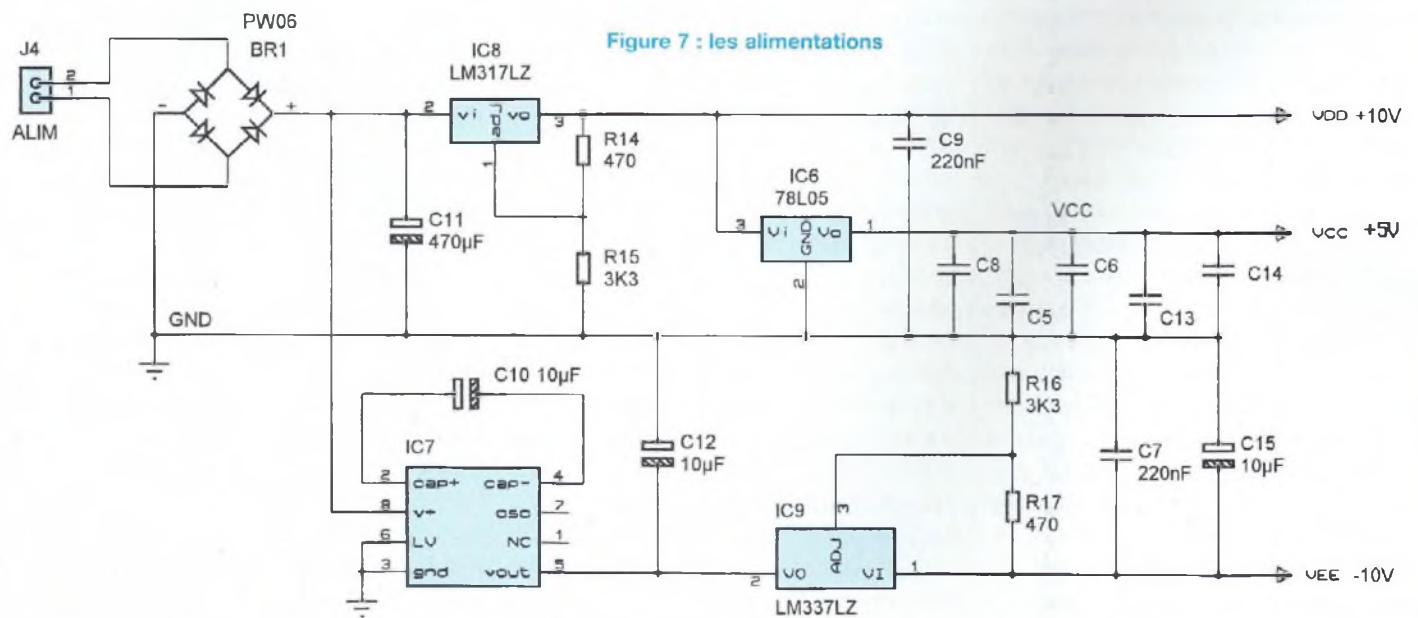 PW06
BR1
J4
2
1
ALIM
-
+
Figure 7 : les alimentations
IC8
LM317LZ
2
vi
adj
vo
3
1
R14
470
C11
470µF
R15
3K3
GND
C9
220nF
VDD +10V
IC6
78L05
3
Vi
GND
Vo
1
2
VCC
VCC +5V
C8
C5
C6
C13
C14
C10 10µF
IC7
2
cap+
cap-
4
8
v+
osc
7
6
LV
NC
1
3
gnd
vout
5
C12
10µF
R16
3K3
R17
470
C7
220nF
C15
10µF
IC9
3
2
VO
ADJ
VI
1
LM337LZ
VEE -10V